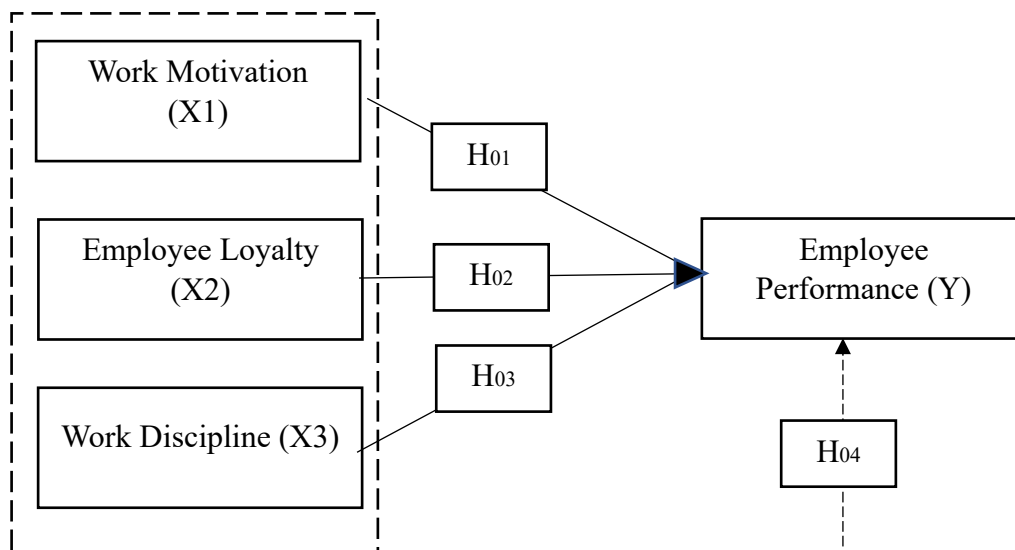 Work Motivation
(X1)
H01
Employee Loyalty
(X2)
H02
Employee
Performance (Y)
H03
Work Discipline (X3)
H04